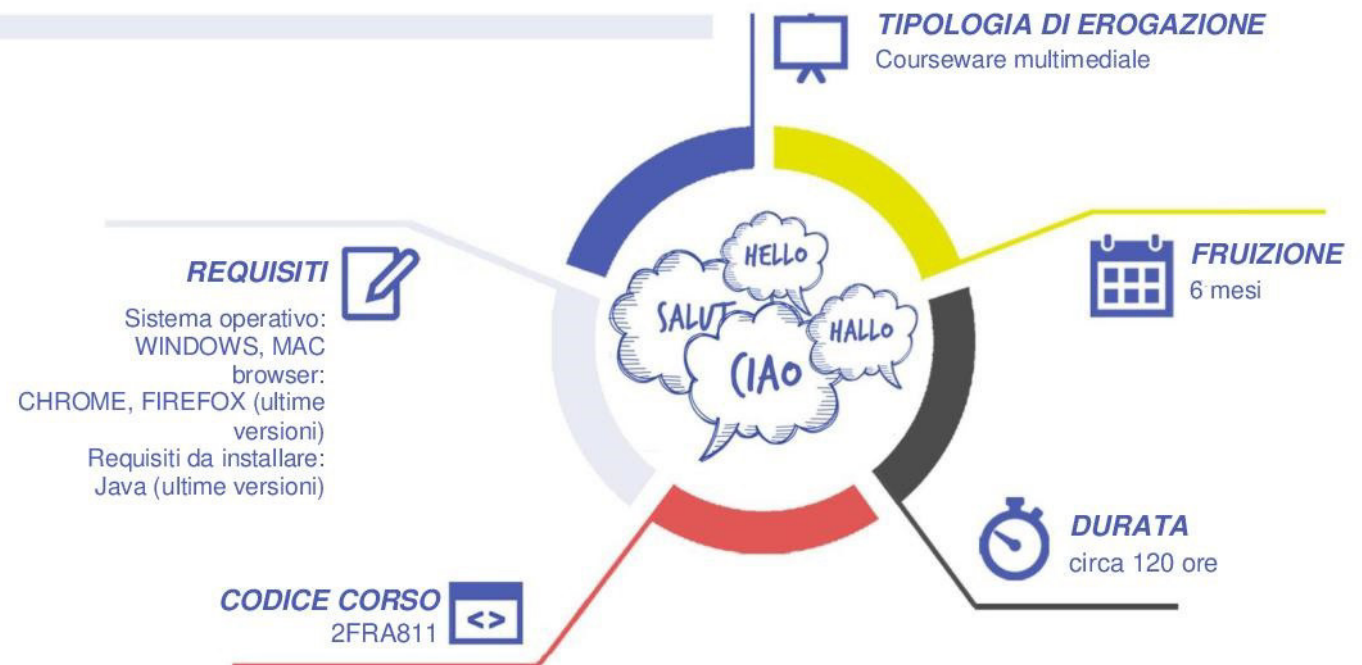 TIPOLOGIA DI EROGAZIONE
Courseware multimediale
HELLO
SALUT
HALLO
CIAO
FRUIZIONE
6 mesi
REQUISITI
Sistema operativo:
WINDOWS, MAC
browser:
CHROME, FIREFOX (ultime
versioni)
Requisiti da installare:
Java (ultime versioni)
DURATA
circa 120 ore
CODICE CORSO
2FRA811
<>